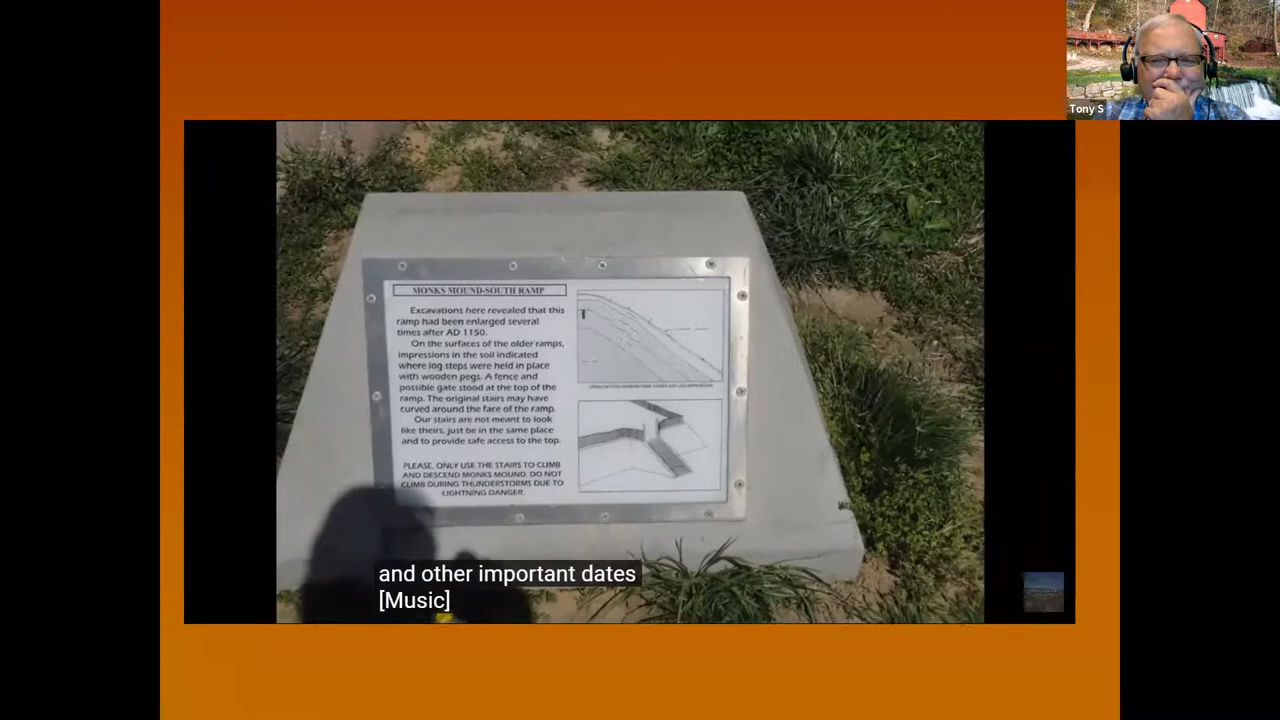 Tony S
MONKS MOUND-SOUTH RAMP
Excavations here revealed that this
ramp had been enlarged several
times after AD 1150.
On the surfaces of the older ramps,
impressions in the soil indicated
where log steps were held in place
with wooden pegs. A fence and
possible gate stood at the top of the
ramp. The original stairs may have
curved around the face of the ramp.
Our stairs are not meant to look
like theirs, just be in the same place
and to provide safe access to the top.
PLEASE, ONLY USE THE STAIRS TO CLIMB
AND DESCEND MONKS MOUND. DO NOT
CLIMB DURING THUNDERSTORMS DUE TO
LIGHTNING DANGER.
and other important dates
[Music]